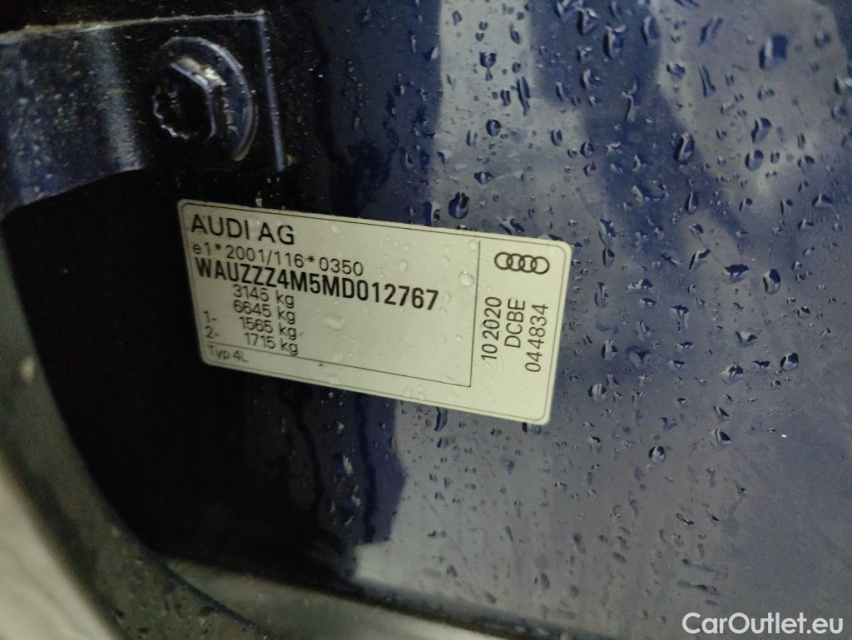 AUDI AG
e1*2001/116*0350
WAUZZZ4M5MD012767
3145 kg
6645 kg
1- 1565 kg
2- 1715 kg
Typ 4L
10 2020
DCBE
044834
CarOutlet.eu